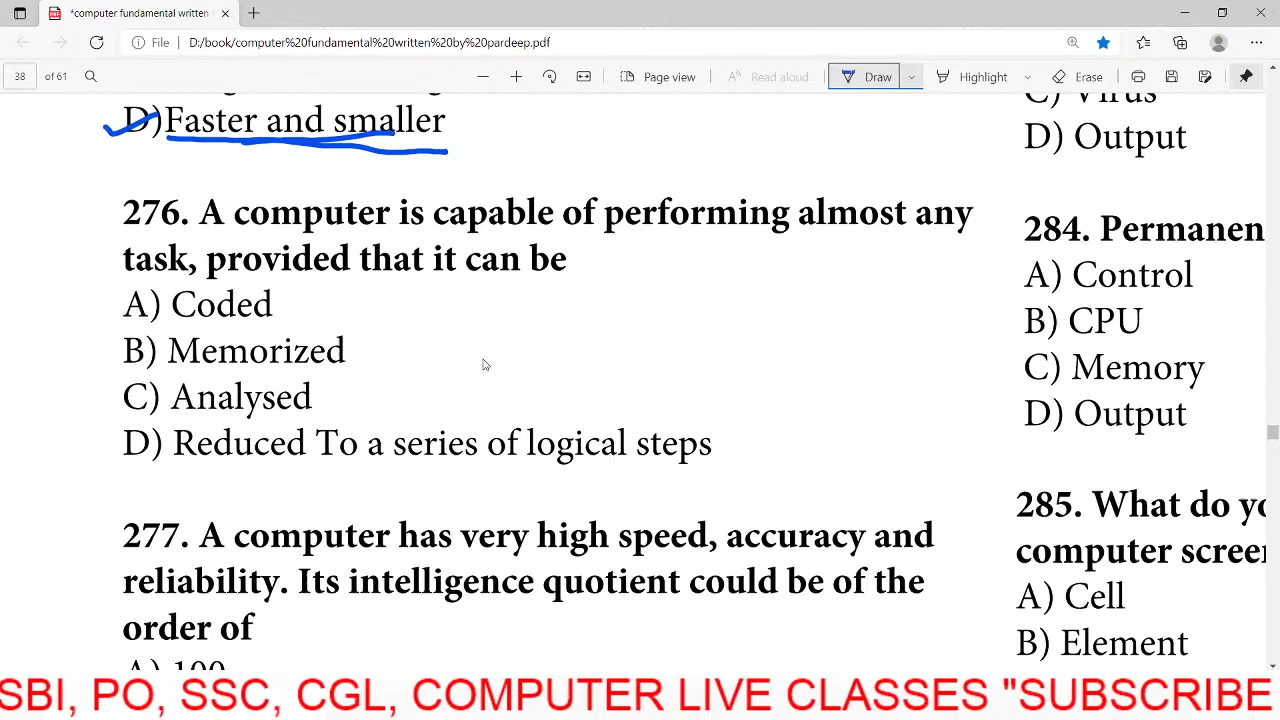 *computer fundamental written
File
D:/book/computer%20fundamental%20written%20by%20pardeep.pdf
38 of 61
Page view
Read aloud
Draw
Highlight
Erase
D) Faster and smaller
276. A computer is capable of performing almost any
task, provided that it can be
A) Coded
B) Memorized
C) Analysed
D) Reduced To a series of logical steps
277. A computer has very high speed, accuracy and
reliability. Its intelligence quotient could be of the
order of
A) 100
C) Virus
D) Output
284. Permanen
A) Control
B) CPU
C) Memory
D) Output
285. What do yo
computer screen
A) Cell
B) Element
SBI, PO, SSC, CGL, COMPUTER LIVE CLASSES "SUBSCRIBE